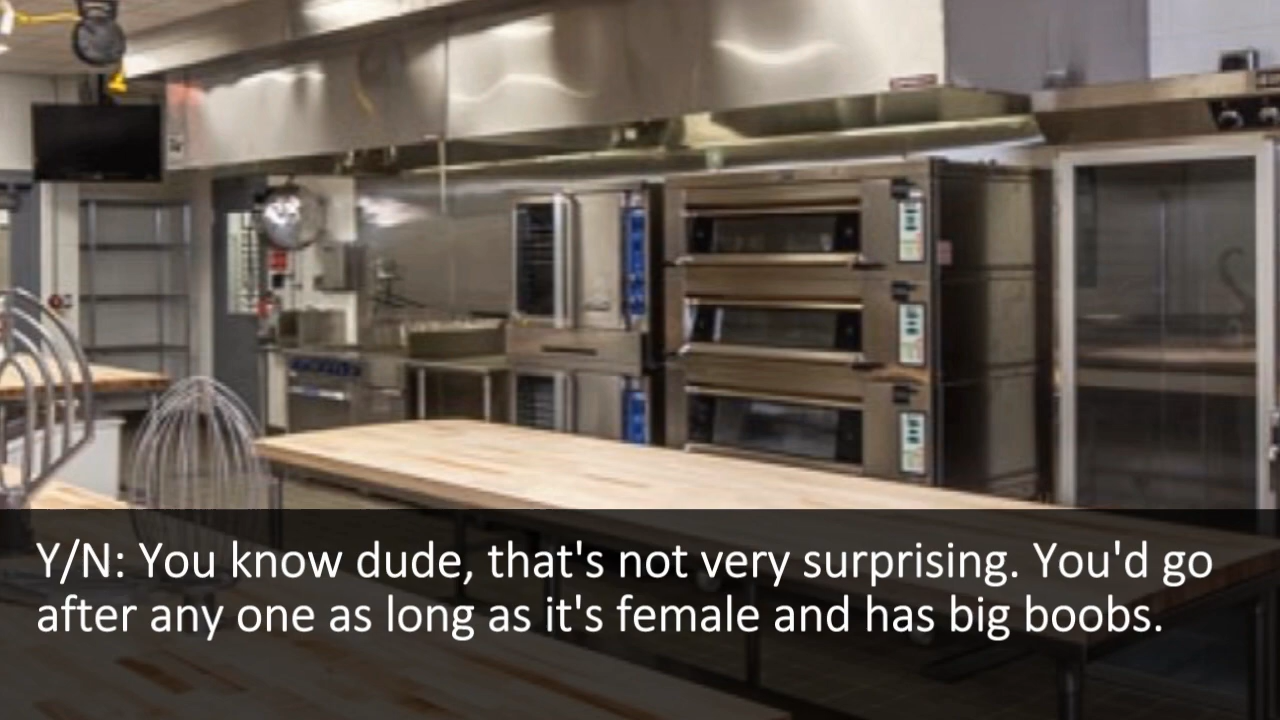 Y/N: You know dude, that's not very surprising. You'd go
after any one as long as it's female and has big boobs.